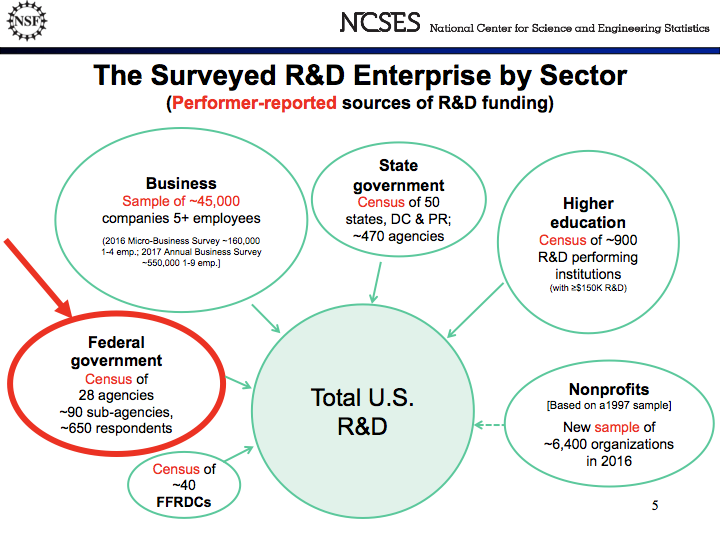 NSF
NCSES National Center for Science and Engineering Statistics
The Surveyed R&D Enterprise by Sector
(Performer-reported sources of R&D funding)
Business
Sample of ~45,000
companies 5+ employees
(2016 Micro-Business Survey ~160,000
1-4 emp.; 2017 Annual Business Survey
~550,000 1-9 emp.]
State
government
Census of 50
states, DC & PR;
~470 agencies
Higher
education
Census of ~900
R&D performing
institutions
(with ≥$150K R&D)
Federal
government
Census of
28 agencies
~90 sub-agencies,
~650 respondents
Total U.S.
R&D
Nonprofits
[Based on a1997 sample]
New sample of
~6,400 organizations
in 2016
Census of
~40
FFRDCs
5